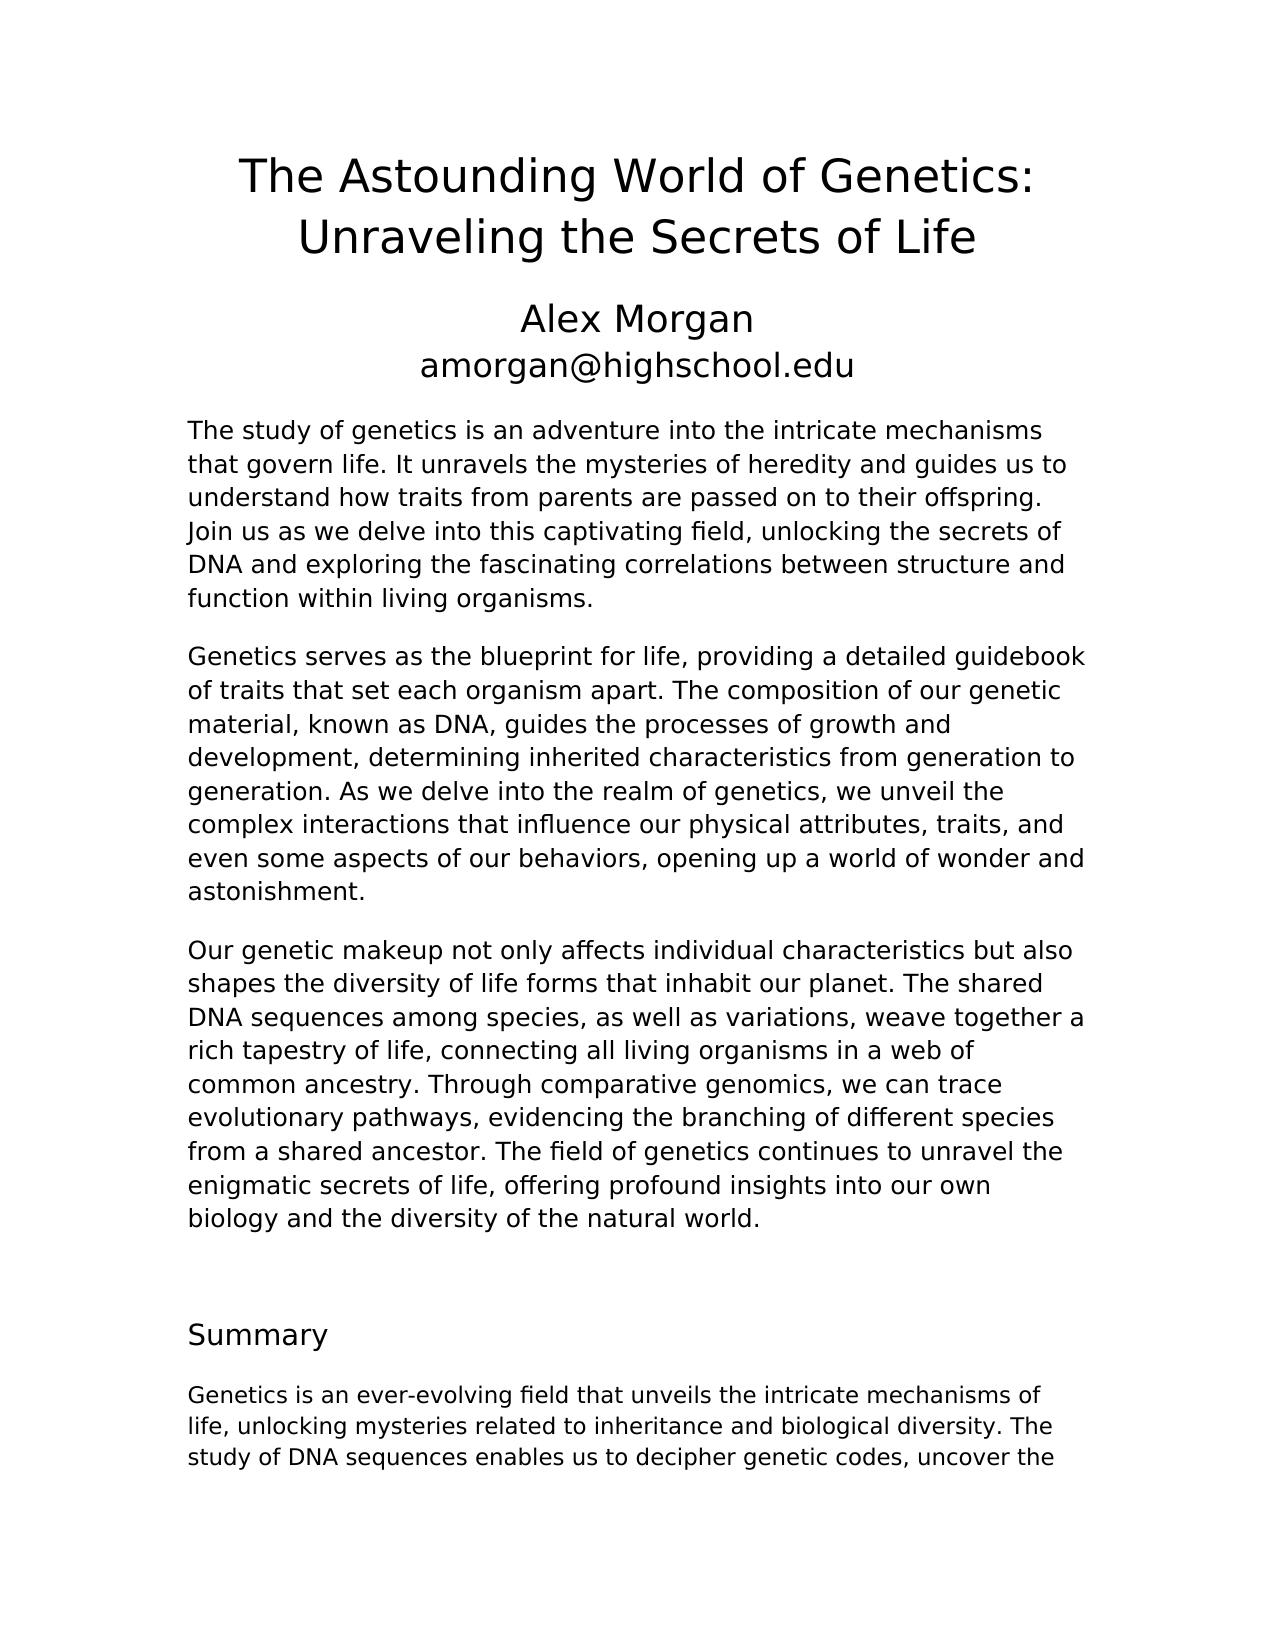 The Astounding World of Genetics:
Unraveling the Secrets of Life
Alex Morgan
amorgan@highschool.edu
The study of genetics is an adventure into the intricate mechanisms
that govern life. It unravels the mysteries of heredity and guides us to
understand how traits from parents are passed on to their offspring.
Join us as we delve into this captivating field, unlocking the secrets of
DNA and exploring the fascinating correlations between structure and
function within living organisms.
Genetics serves as the blueprint for life, providing a detailed guidebook
of traits that set each organism apart. The composition of our genetic
material, known as DNA, guides the processes of growth and
development, determining inherited characteristics from generation to
generation. As we delve into the realm of genetics, we unveil the
complex interactions that influence our physical attributes, traits, and
even some aspects of our behaviors, opening up a world of wonder and
astonishment.
Our genetic makeup not only affects individual characteristics but also
shapes the diversity of life forms that inhabit our planet. The shared
DNA sequences among species, as well as variations, weave together a
rich tapestry of life, connecting all living organisms in a web of
common ancestry. Through comparative genomics, we can trace
evolutionary pathways, evidencing the branching of different species
from a shared ancestor. The field of genetics continues to unravel the
enigmatic secrets of life, offering profound insights into our own
biology and the diversity of the natural world.
Summary
Genetics is an ever-evolving field that unveils the intricate mechanisms of
life, unlocking mysteries related to inheritance and biological diversity. The
study of DNA sequences enables us to decipher genetic codes, uncover the